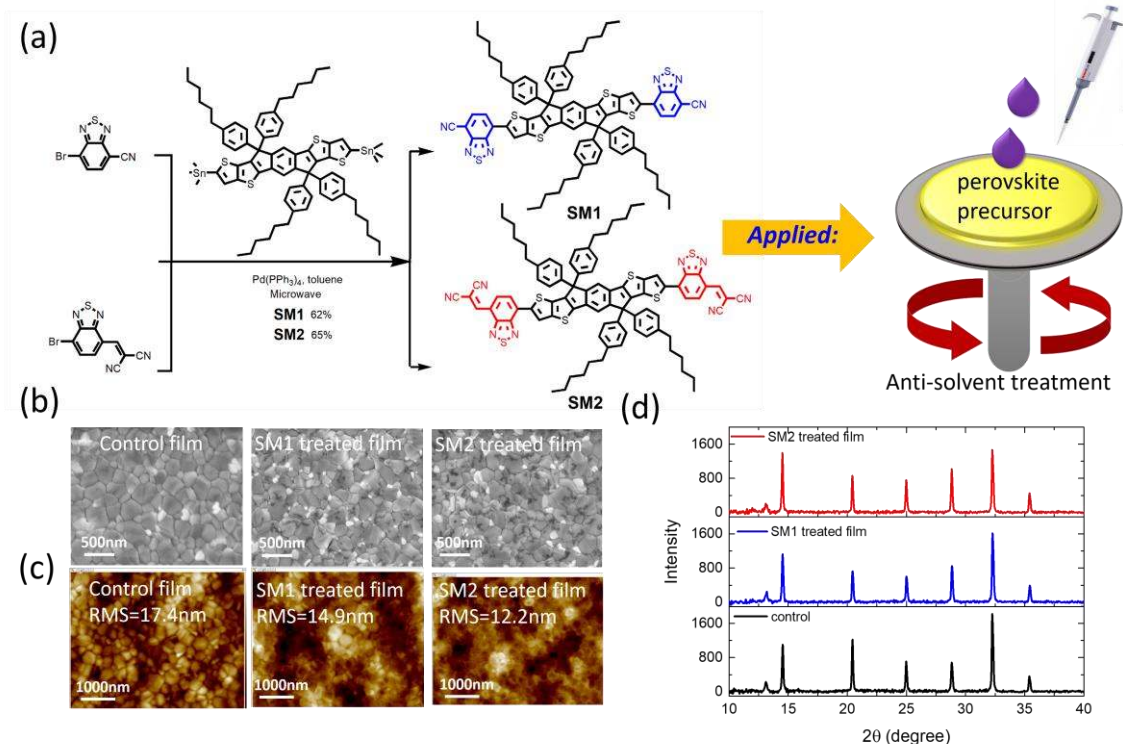 (a)
S
N
N
Br
CN
S
N
N
Br
CN
CN
Sn
S
S
S
S
Sn
Pd(PPh3)4, toluene
Microwave
SM1 62%
SM2 65%
NC
N
S
N
S
S
S
S
N
S
N
CN
SM1
CN
CN
N
S
N
S
S
S
S
N
S
N
CN
CN
SM2
Applied:
perovskite
precursor
Anti-solvent treatment
(b)
Control film
500nm
SM1 treated film
500nm
SM2 treated film
500nm
(c)
Control film
RMS=17.4nm
1000nm
SM1 treated film
RMS=14.9nm
1000nm
SM2 treated film
RMS=12.2nm
1000nm
(d)
1600
800
0
SM2 treated film
1600
800
0
SM1 treated film
1600
800
0
control
Intensity
10 15 20 25 30 35 40
2θ (degree)